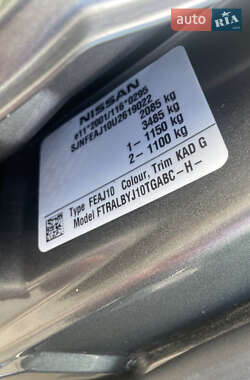 AUTO.RIA
NISSAN
e11*2001/116*0295
SJNFEAJ10U2619022
2085 kg
3485 kg
1- 1150 kg
2- 1100 kg
Type FEAJ10 Colour, Trim KAD G
Model FTRALBYJ10TGABC-H-